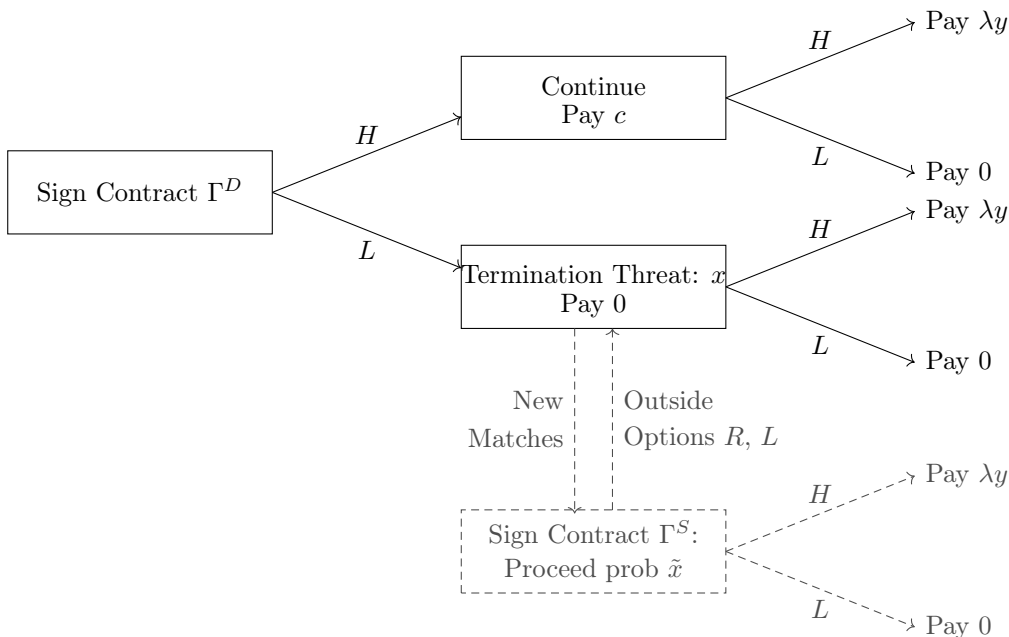 Pay λy
H
Continue
Pay c
H
L
Sign Contract Γ^D
Pay 0
Pay λy
L
H
Termination Threat: x
Pay 0
L
Pay 0
New
Matches
Outside
Options R, L
Pay λy
H
Sign Contract Γ^S:
Proceed prob x̃
L
Pay 0